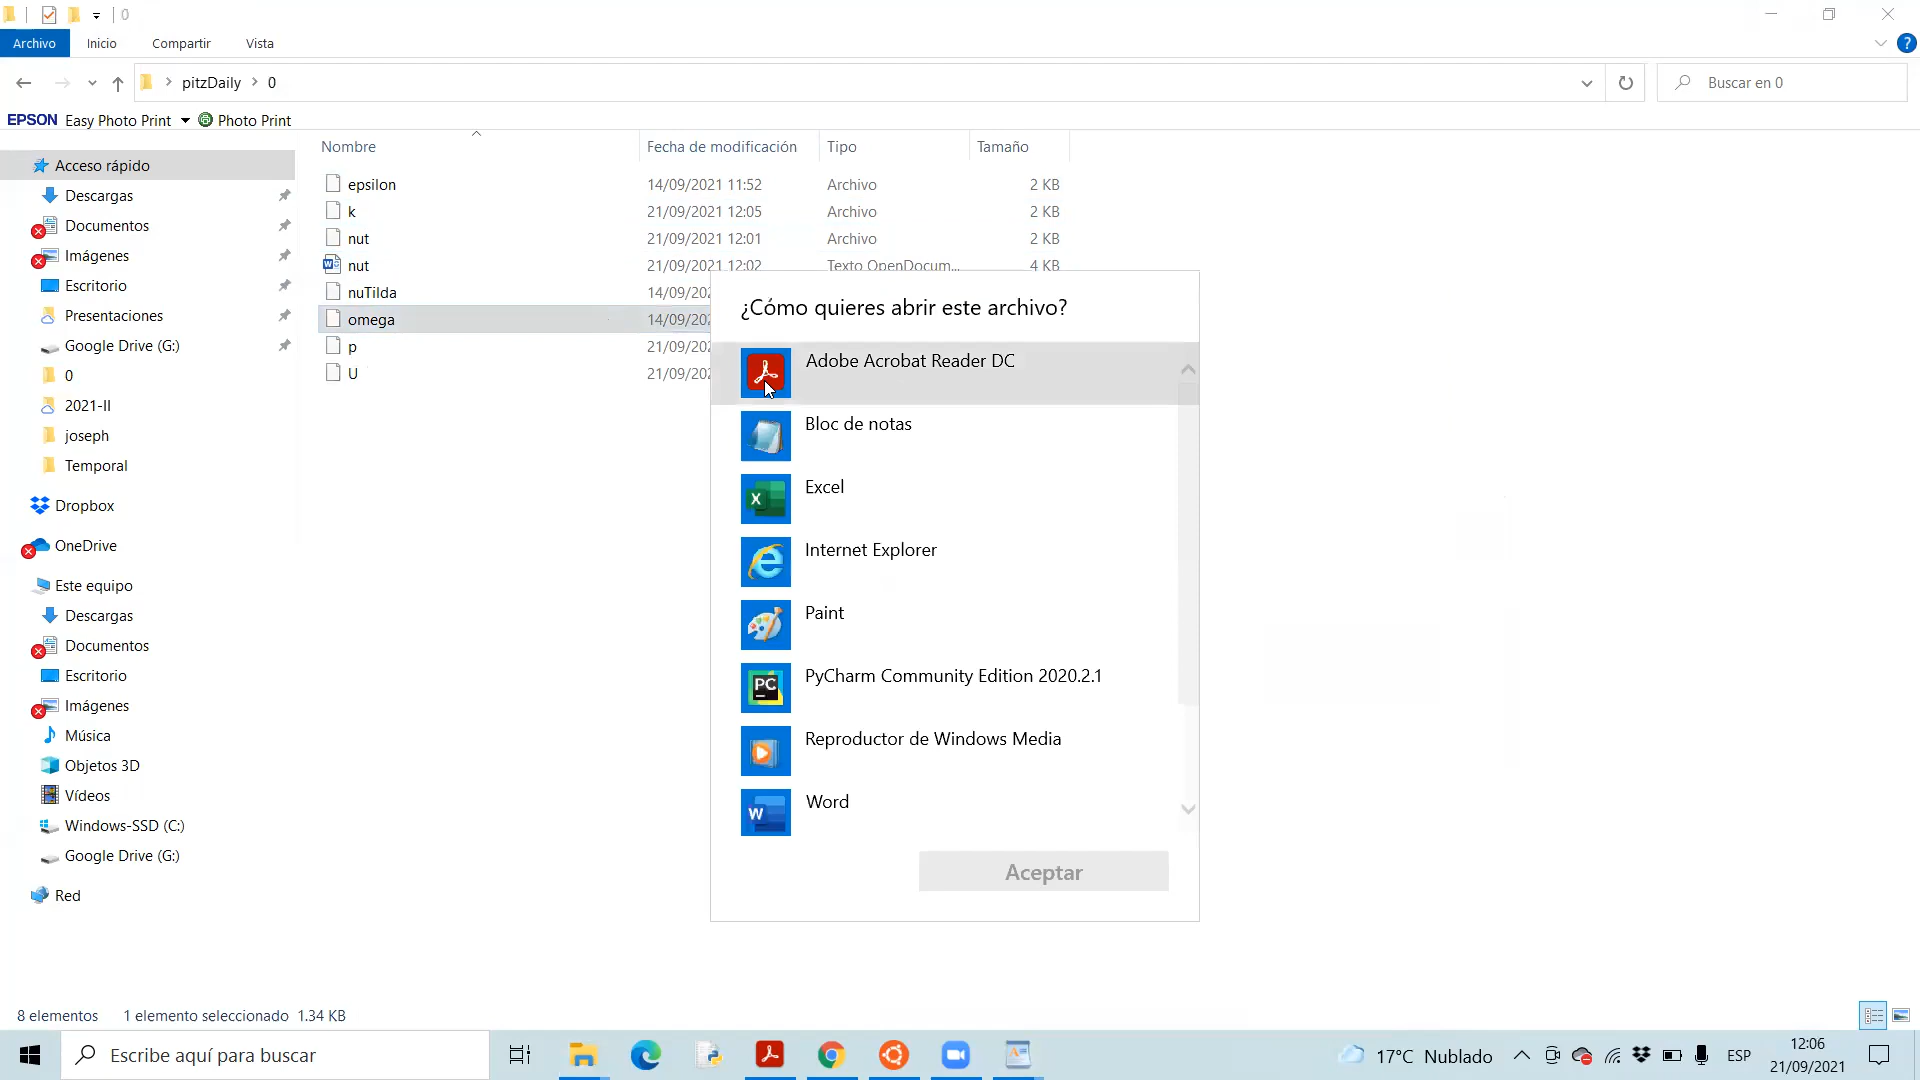 0
Archivo Inicio Compartir Vista
pitzDaily 0 Buscar en 0
EPSON Easy Photo Print Photo Print
Nombre Fecha de modificación Tipo Tamaño
Acceso rápido
Descargas
Documentos
Imágenes
Escritorio
Presentaciones
Google Drive (G:)
0
2021-II
joseph
Temporal
Dropbox
OneDrive
Este equipo
Descargas
Documentos
Escritorio
Imágenes
Música
Objetos 3D
Vídeos
Windows-SSD (C:)
Google Drive (G:)
Red
epsilon 14/09/2021 11:52 Archivo 2 KB
k 21/09/2021 12:05 Archivo 2 KB
nut 21/09/2021 12:01 Archivo 2 KB
nut 21/09/2021 12:02 Texto OpenDocum... 4 KB
nuTilda 14/09/202
omega 14/09/202
p 21/09/202
U 21/09/202
¿Cómo quieres abrir este archivo?
Adobe Acrobat Reader DC
Bloc de notas
Excel
Internet Explorer
Paint
PyCharm Community Edition 2020.2.1
Reproductor de Windows Media
Word
Aceptar
8 elementos 1 elemento seleccionado 1.34 KB
Escribe aquí para buscar
17°C Nublado
ESP
12:06
21/09/2021